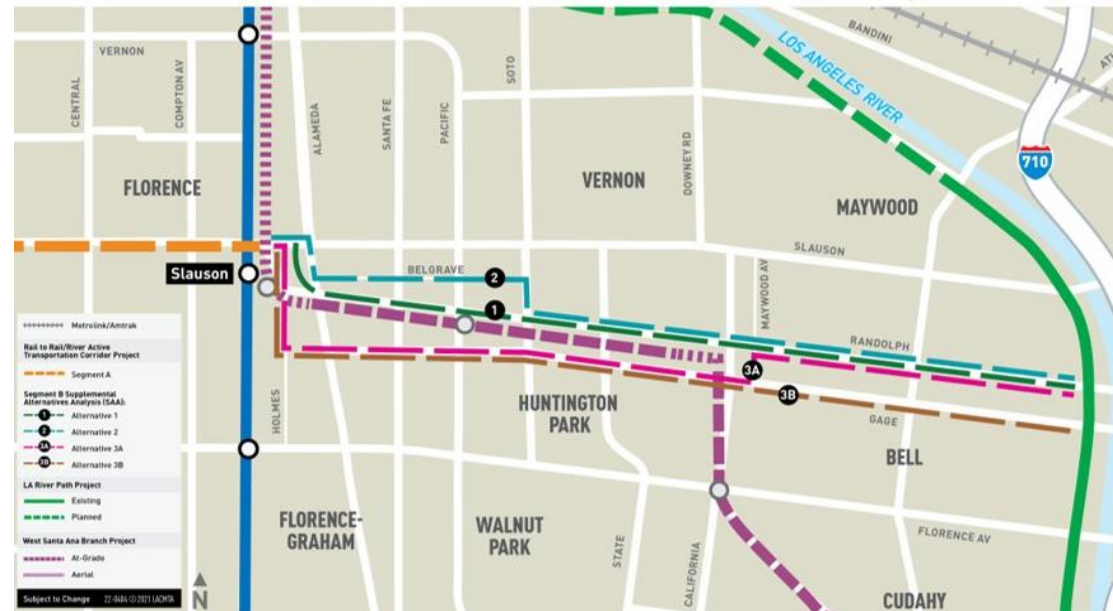 VERNON
CENTRAL
COMPTON AV
ALAMEDA
SANTA FE
PACIFIC
SOTO
DOWNEY RD
BANDINI
LOS ANGELES RIVER
710
FLORENCE
VERNON
MAYWOOD
SLAUSON
Slauson
BELGRAVE
2
1
MAYWOOD AV
RANDOLPH
3A
3B
GAGE
HOLMES
HUNTINGTON
PARK
BELL
FLORENCE-
GRAHAM
WALNUT
PARK
STATE
CALIFORNIA
FLORENCE AV
CUDAHY
Metrolink/Amtrak
Rail to Rail/River Active
Transportation Corridor Project
Segment A
Segment B Supplemental
Alternatives Analysis (SAA):
1 Alternative 1
2 Alternative 2
3A Alternative 3A
3B Alternative 3B
LA River Path Project
Existing
Planned
West Santa Ana Branch Project
At-Grade
Aerial
Subject to Change 22-0404 ©2021 LACMTA
N